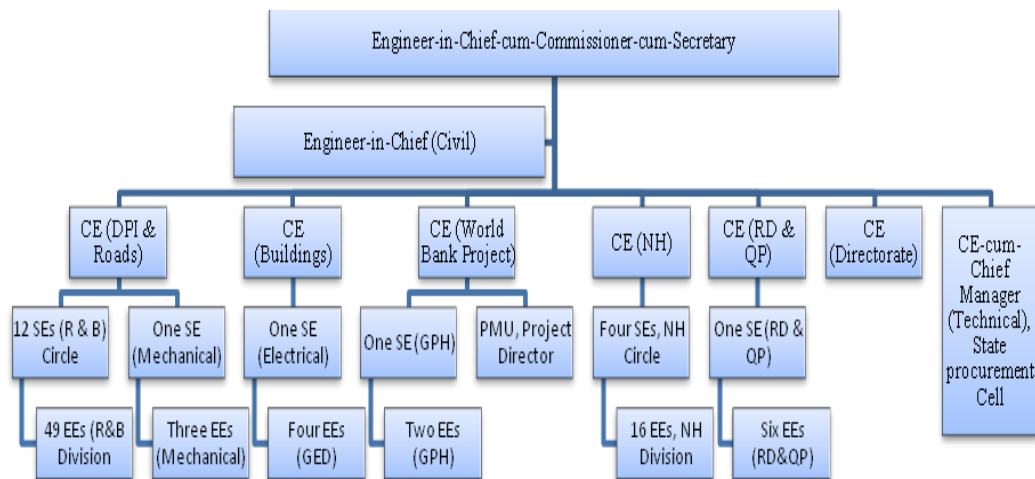 Engineer-in-Chief-cum-Commissioner-cum-Secretary
Engineer-in-Chief (Civil)
CE (DPI &
Roads)
CE
(Buildings)
CE (World
Bank Project)
CE (NH)
CE (RD &
QP)
CE
(Directorate)
CE-cum-
Chief
Manager
(Technical),
State
procurement
Cell
12 SEs (R & B)
Circle
One SE
(Mechanical)
One SE
(Electrical)
One SE (GPH)
PMU, Project
Director
Four SEs, NH
Circle
One SE (RD &
QP)
49 EEs (R&B
Division
Three EEs
(Mechanical)
Four EEs
(GED)
Two EEs
(GPH)
16 EEs, NH
Division
Six EEs
(RD&QP)